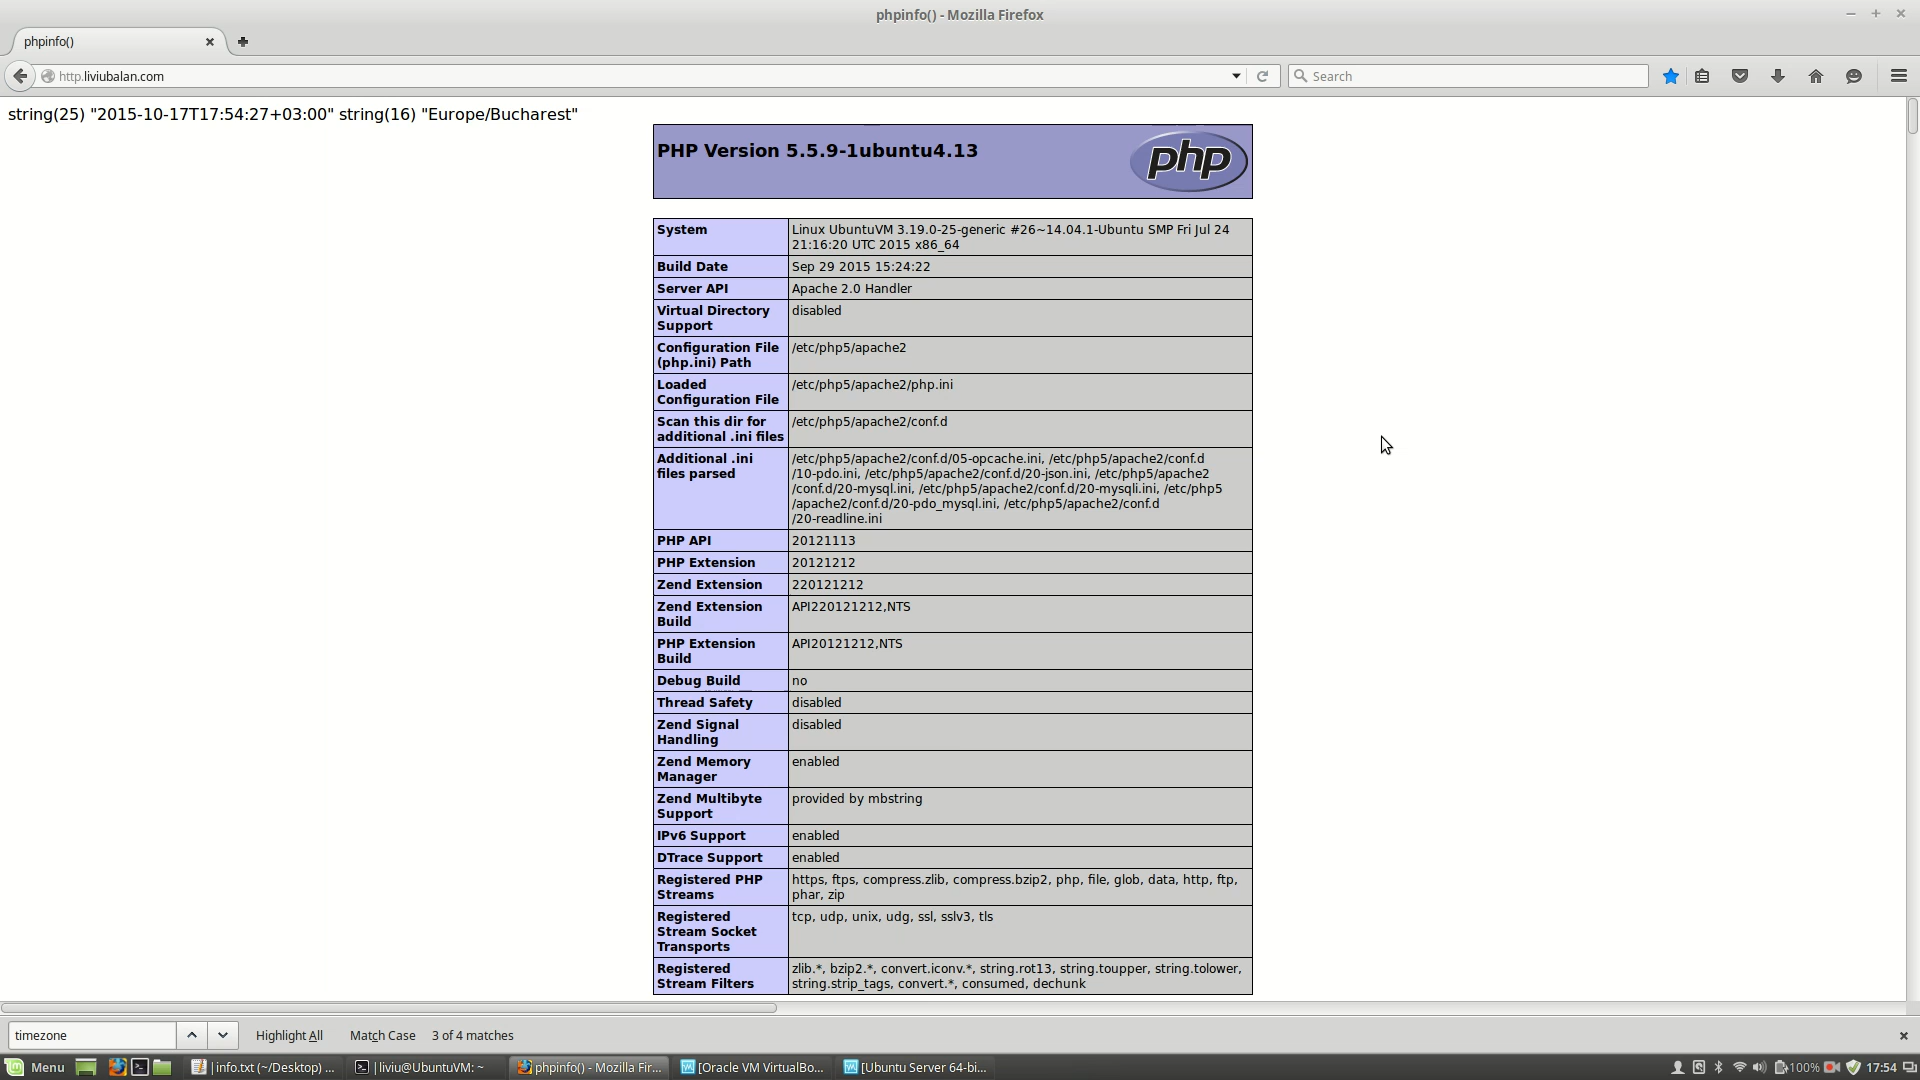 phpinfo() - Mozilla Firefox
phpinfo()
http.liviubalan.com
Search
string(25) "2015-10-17T17:54:27+03:00" string(16) "Europe/Bucharest"
PHP Version 5.5.9-1ubuntu4.13
php
System
Linux UbuntuVM 3.19.0-25-generic #26~14.04.1-Ubuntu SMP Fri Jul 24
21:16:20 UTC 2015 x86_64
Build Date
Sep 29 2015 15:24:22
Server API
Apache 2.0 Handler
Virtual Directory
Support
disabled
Configuration File
(php.ini) Path
/etc/php5/apache2
Loaded
Configuration File
/etc/php5/apache2/php.ini
Scan this dir for
additional .ini files
/etc/php5/apache2/conf.d
Additional .ini
files parsed
/etc/php5/apache2/conf.d/05-opcache.ini, /etc/php5/apache2/conf.d
/10-pdo.ini, /etc/php5/apache2/conf.d/20-json.ini, /etc/php5/apache2
/conf.d/20-mysql.ini, /etc/php5/apache2/conf.d/20-mysqli.ini, /etc/php5
/apache2/conf.d/20-pdo_mysql.ini, /etc/php5/apache2/conf.d
/20-readline.ini
PHP API
20121113
PHP Extension
20121212
Zend Extension
220121212
Zend Extension
Build
API220121212,NTS
PHP Extension
Build
API20121212,NTS
Debug Build
no
Thread Safety
disabled
Zend Signal
Handling
disabled
Zend Memory
Manager
enabled
Zend Multibyte
Support
provided by mbstring
IPv6 Support
enabled
DTrace Support
enabled
Registered PHP
Streams
https, ftps, compress.zlib, compress.bzip2, php, file, glob, data, http, ftp,
phar, zip
Registered
Stream Socket
Transports
tcp, udp, unix, udg, ssl, sslv3, tls
Registered
Stream Filters
zlib.*, bzip2.*, convert.iconv.*, string.rot13, string.toupper, string.tolower,
string.strip_tags, convert.*, consumed, dechunk
timezone
Highlight All
Match Case
3 of 4 matches
Menu
|info.txt (~/Desktop) ...
|liviu@UbuntuVM: ~
phpinfo() - Mozilla Fir...
[Oracle VM VirtualBo...
[Ubuntu Server 64-bi...
100%
17:54